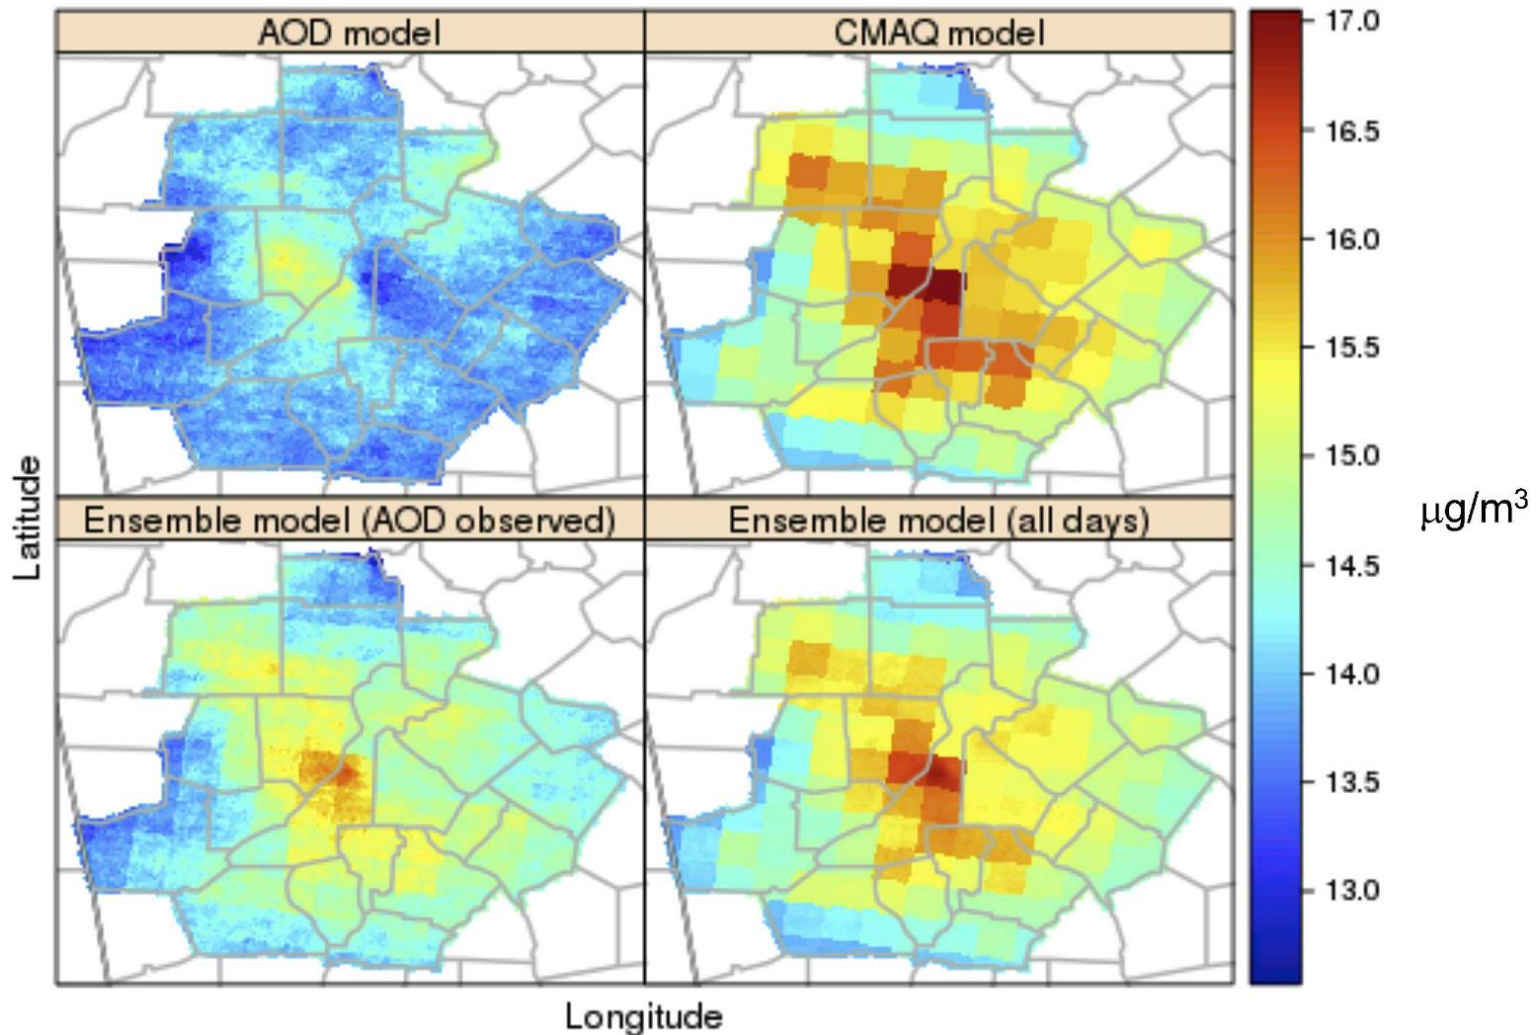 AOD model
CMAQ model
Ensemble model (AOD observed)
Ensemble model (all days)
Latitude
Longitude
17.0
16.5
16.0
15.5
15.0
14.5
14.0
13.5
13.0
μg/m³